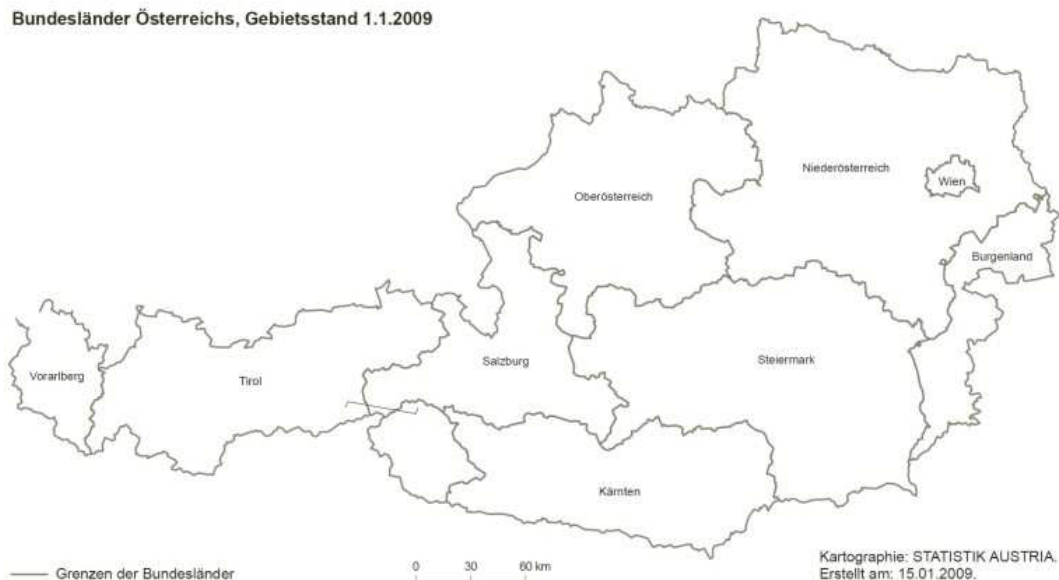 Bundesländer Österreichs, Gebietsstand 1.1.2009
Niederösterreich
Wien
Oberösterreich
Burgenland
Salzburg
Steiermark
Vorarlberg
Tirol
Kärnten
Grenzen der Bundesländer
0 30 60 km
Kartographie: STATISTIK AUSTRIA.
Erstellt am: 15.01.2009.